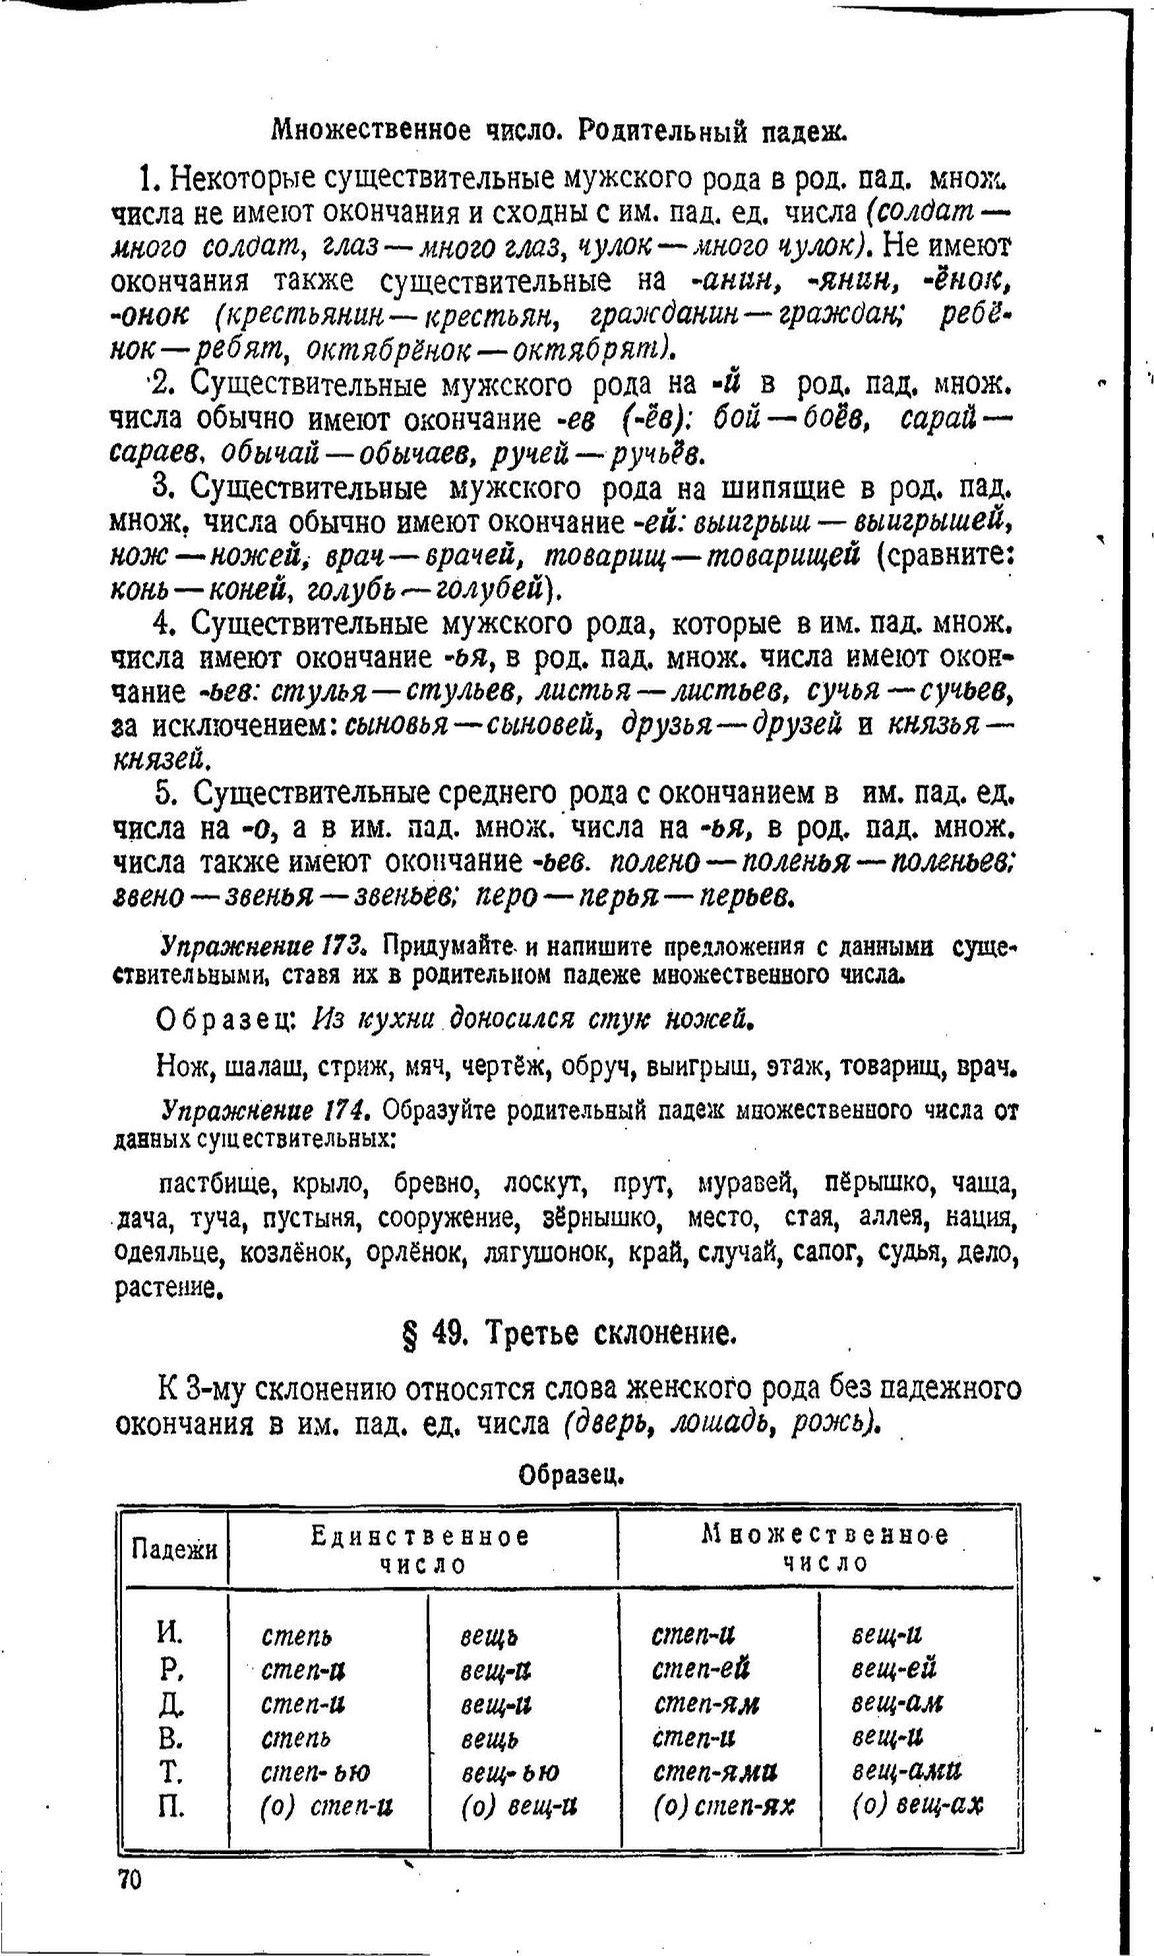 Множественное число. Родительный падеж.
1. Некоторые существительные мужского рода в род. пад. множ.
числа не имеют окончания и сходны с им. пад. ед. числа (солдат —
много солдат, глаз — много глаз, чулок — много чулок). Не имеют
окончания также существительные на -анин, -янин, -ёнок,
-онок (крестьянин — крестьян, гражданин — граждан; ребё-
нок — ребят, октябрёнок — октябрят).
2. Существительные мужского рода на -й в род. пад. множ.
числа обычно имеют окончание -ев (-ёв): бой — боёв, сарай —
сараев, обычай — обычаев, ручей — ручьёв.
3. Существительные мужского рода на шипящие в род. пад.
множ. числа обычно имеют окончание -ей: выигрыш — выигрышей,
нож — ножей, врач — врачей, товарищ — товарищей (сравните:
конь — коней, голубь — голубей).
4. Существительные мужского рода, которые в им. пад. множ.
числа имеют окончание -ья, в род. пад. множ. числа имеют окон-
чание -ьев: стулья — стульев, листья — листьев, сучья — сучьев,
за исключением: сыновья — сыновей, друзья — друзей и князья —
князей.
5. Существительные среднего рода с окончанием в им. пад. ед.
числа на -о, а в им. пад. множ. числа на -ья, в род. пад. множ.
числа также имеют окончание -ьев. полено — поленья — поленьев;
звено — звенья — звеньев; перо — перья — перьев.
Упражнение 173. Придумайте и напишите предложения с данными суще-
ствительными, ставя их в родительном падеже множественного числа.
Образец: Из кухни доносился стук ножей.
Нож, шалаш, стриж, мяч, чертёж, обруч, выигрыш, этаж, товарищ, врач.
Упражнение 174. Образуйте родительный падеж множественного числа от
данных существительных:
пастбище, крыло, бревно, лоскут, прут, муравей, пёрышко, чаща,
дача, туча, пустыня, сооружение, зёрнышко, место, стая, аллея, нация,
одеяльце, козлёнок, орлёнок, лягушонок, край, случай, сапог, судья, дело,
растение.
§ 49. Третье склонение.
К 3-му склонению относятся слова женского рода без падежного
окончания в им. пад. ед. числа (дверь, лошадь, рожь).
Образец.
Падежи Единственное число Множественное число
И. степь вещь степ-и вещ-и
Р. степ-и вещ-и степ-ей вещ-ей
Д. степ-и вещ-и степ-ям вещ-ам
В. степь вещь степ-и вещ-и
Т. степ-ью вещ-ью степ-ями вещ-ами
П. (о) степ-и (о) вещ-и (о) степ-ях (о) вещ-ах
70